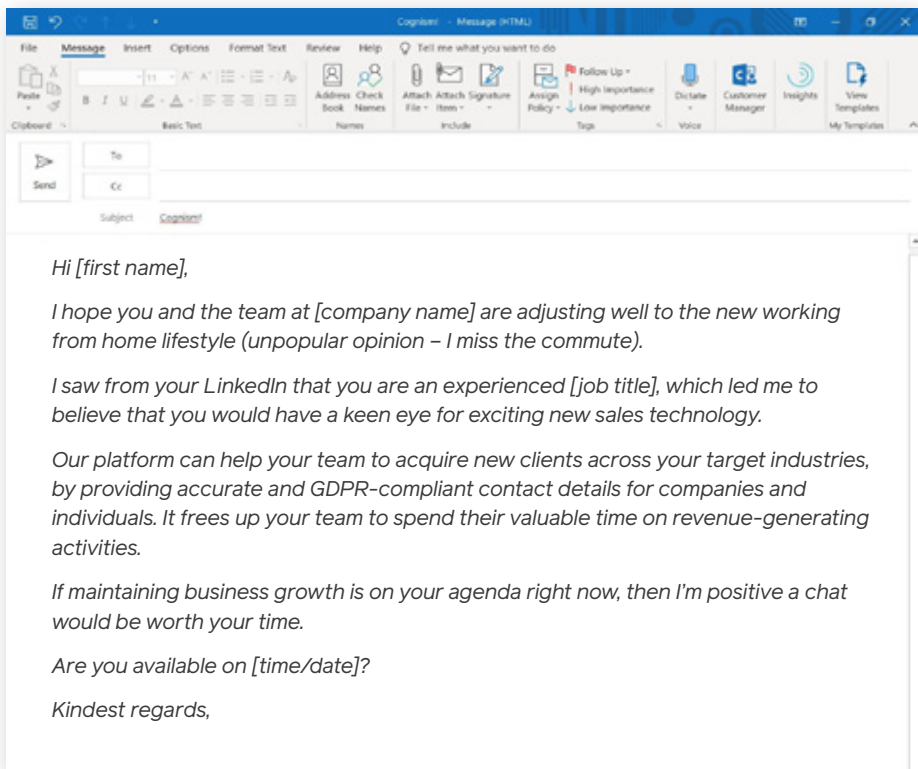 Cognism! - Message (HTML)
File Message Insert Options Format Text Review Help Tell me what you want to do
Paste
11
B I U A
Address Book
Check Names
Attach File
Attach Item
Signature
Assign Policy
Follow Up
High Importance
Low Importance
Dictate
Customer Manager
Insights
View Templates
Clipboard Basic Text Names Include Tags Voice My Templates
Send
To
Cc
Subject Cognism!
Hi [first name],
I hope you and the team at [company name] are adjusting well to the new working
from home lifestyle (unpopular opinion – I miss the commute).
I saw from your LinkedIn that you are an experienced [job title], which led me to
believe that you would have a keen eye for exciting new sales technology.
Our platform can help your team to acquire new clients across your target industries,
by providing accurate and GDPR-compliant contact details for companies and
individuals. It frees up your team to spend their valuable time on revenue-generating
activities.
If maintaining business growth is on your agenda right now, then I'm positive a chat
would be worth your time.
Are you available on [time/date]?
Kindest regards,